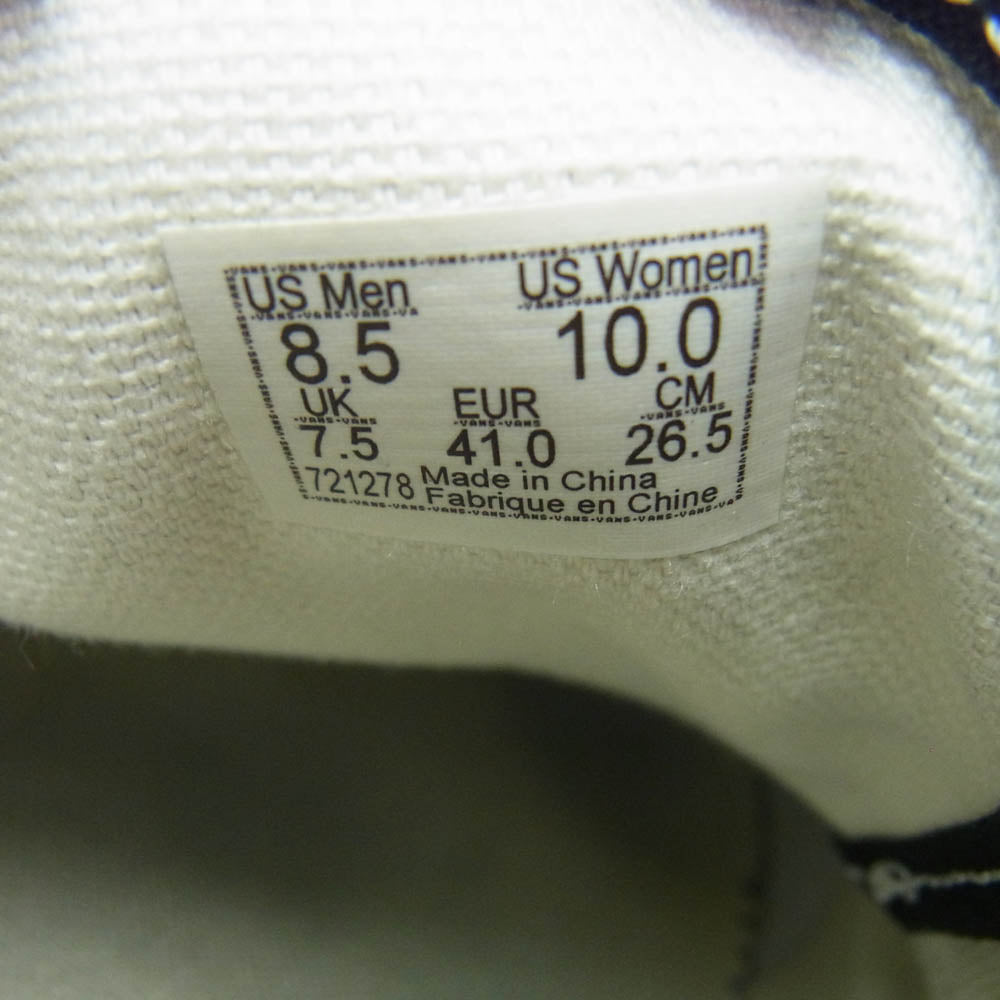 US Men US Women
8.5 10.0
UK EUR CM
7.5 41.0 26.5
721278 Made in China
Fabrique en Chine